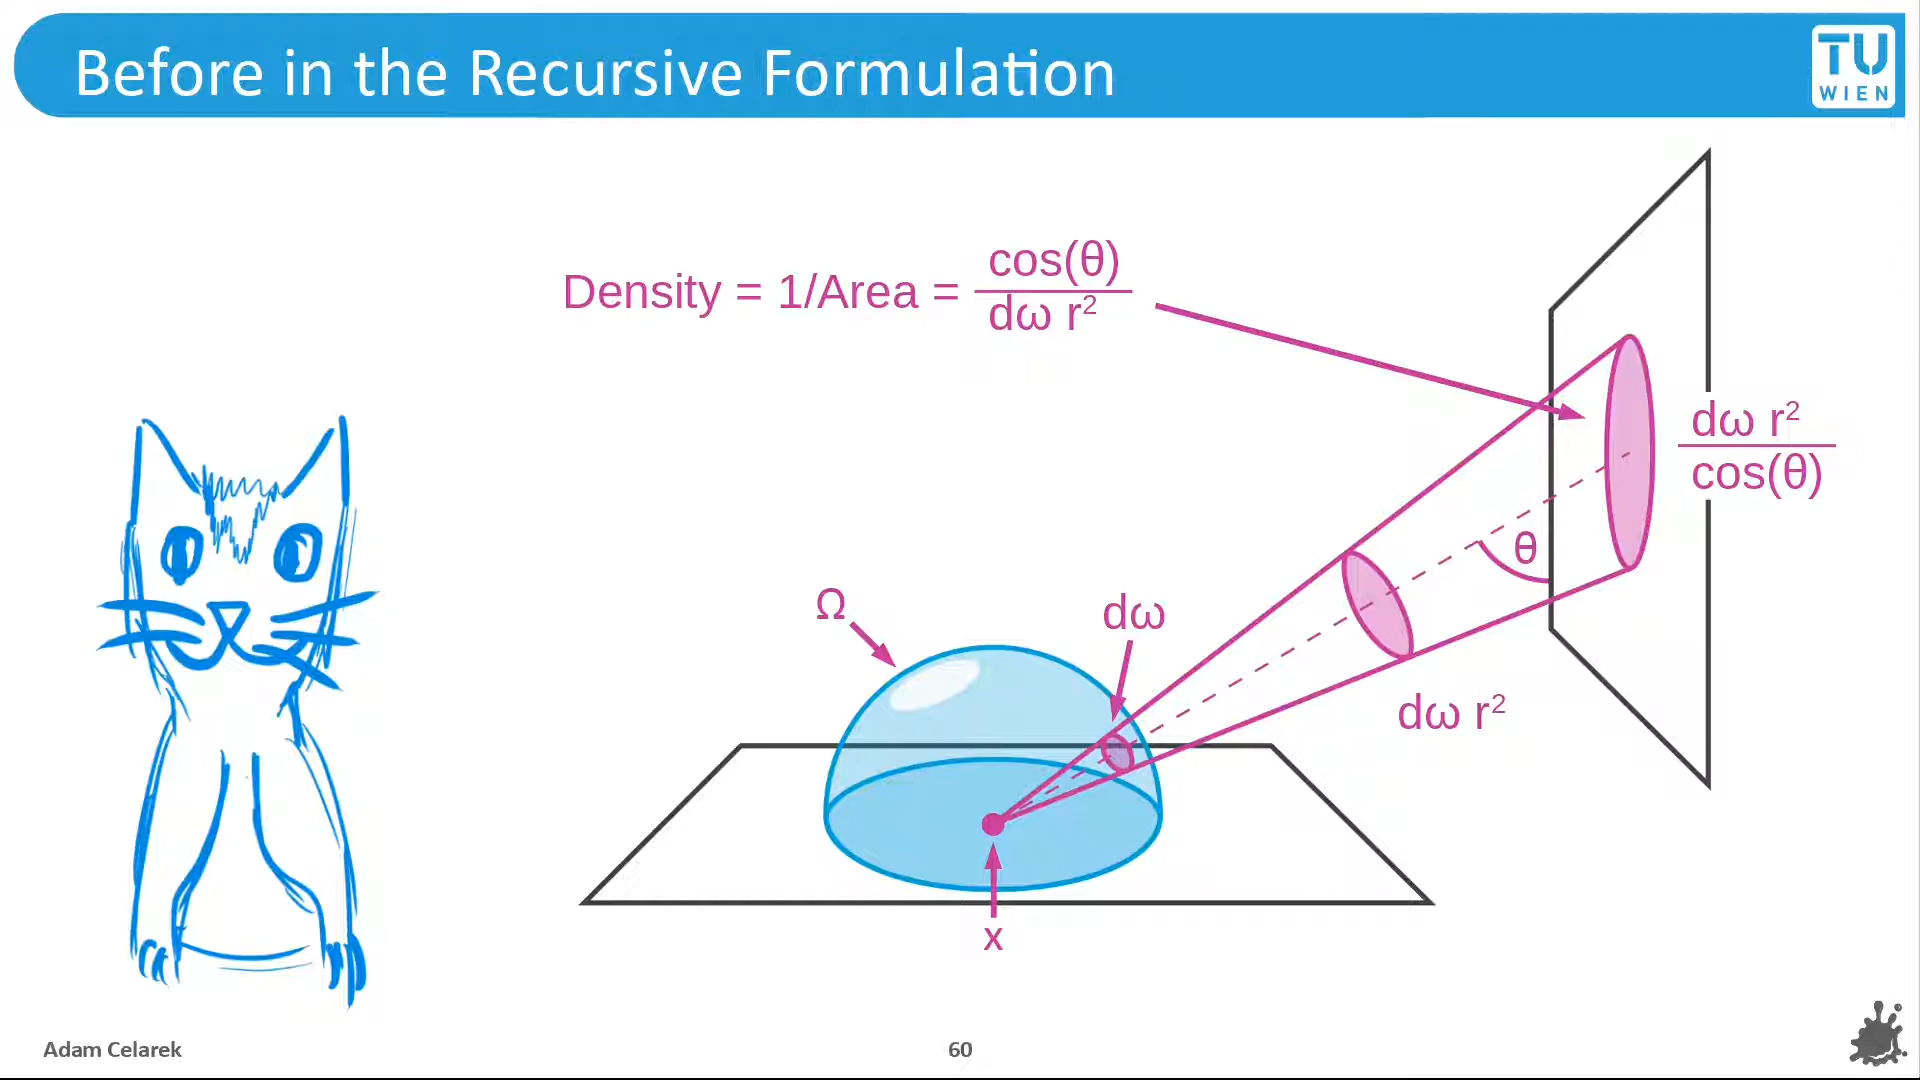 Before in the Recursive Formulation
TU
WIEN
Density = 1/Area = cos(θ)
dω r²
dω r²
cos(θ)
θ
Ω
dω
dω r²
x
Adam Celarek
60